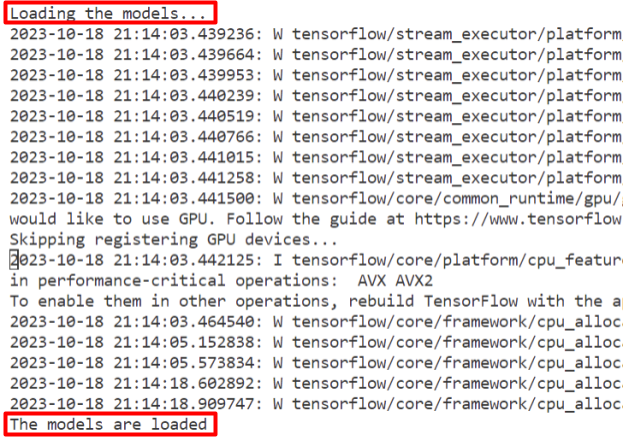 Loading the models...
2023-10-18 21:14:03.439236: W tensorflow/stream_executor/platform
2023-10-18 21:14:03.439664: W tensorflow/stream_executor/platform
2023-10-18 21:14:03.439953: W tensorflow/stream_executor/platform
2023-10-18 21:14:03.440239: W tensorflow/stream_executor/platform
2023-10-18 21:14:03.440519: W tensorflow/stream_executor/platform
2023-10-18 21:14:03.440766: W tensorflow/stream_executor/platform
2023-10-18 21:14:03.441015: W tensorflow/stream_executor/platform
2023-10-18 21:14:03.441258: W tensorflow/stream_executor/platform
2023-10-18 21:14:03.441500: W tensorflow/core/common_runtime/gpu/
would like to use GPU. Follow the guide at https://www.tensorflow
Skipping registering GPU devices...
2023-10-18 21:14:03.442125: I tensorflow/core/platform/cpu_featur
in performance-critical operations:  AVX AVX2
To enable them in other operations, rebuild TensorFlow with the a
2023-10-18 21:14:03.464540: W tensorflow/core/framework/cpu_alloc
2023-10-18 21:14:05.152838: W tensorflow/core/framework/cpu_alloc
2023-10-18 21:14:05.573834: W tensorflow/core/framework/cpu_alloc
2023-10-18 21:14:18.602892: W tensorflow/core/framework/cpu_alloc
2023-10-18 21:14:18.909747: W tensorflow/core/framework/cpu_alloc
The models are loaded